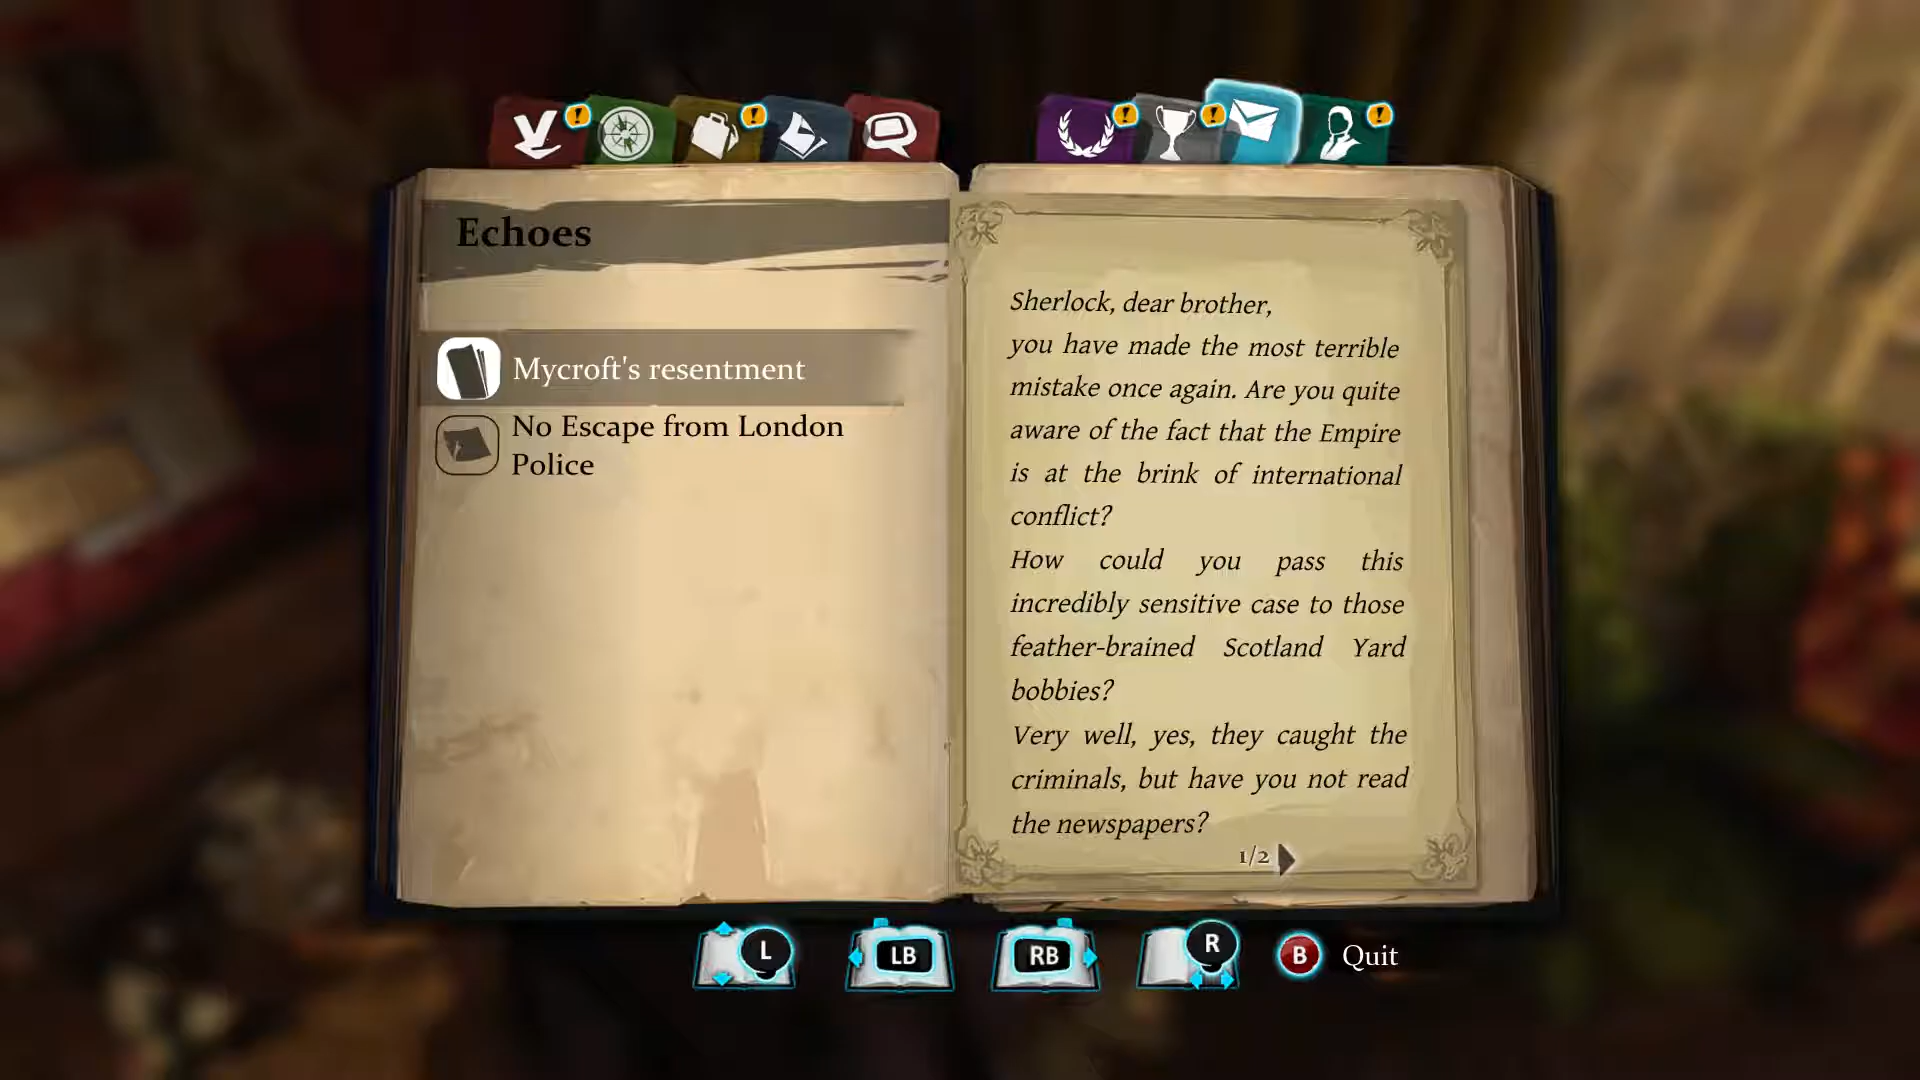 Echoes
Mycroft's resentment
No Escape from London
Police
Sherlock, dear brother,
you have made the most terrible
mistake once again. Are you quite
aware of the fact that the Empire
is at the brink of international
conflict?
How could you pass this
incredibly sensitive case to those
feather-brained Scotland Yard
bobbies?
Very well, yes, they caught the
criminals, but have you not read
the newspapers?
1/2
L
LB
RB
R
B Quit